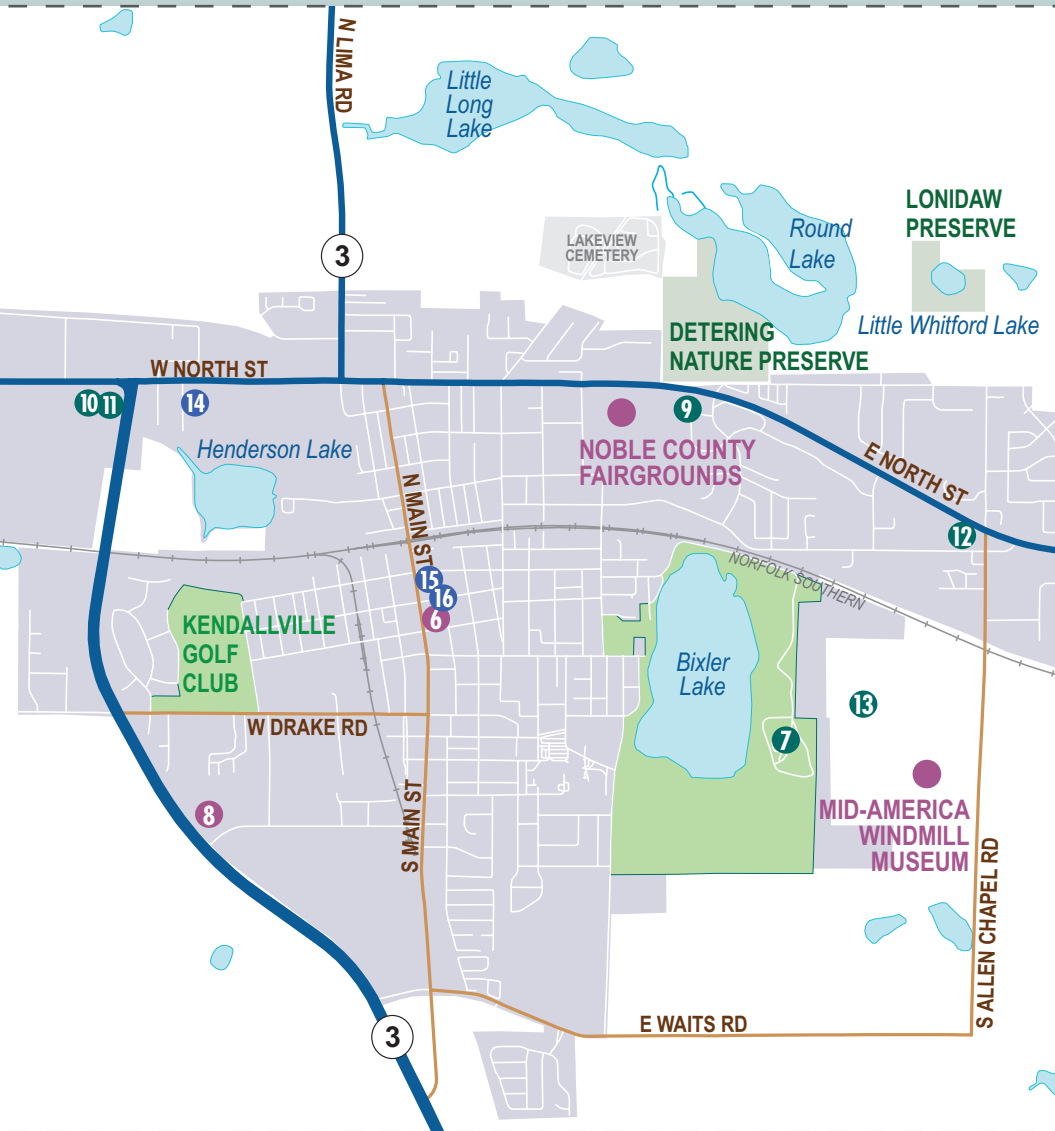 N LIMA RD
Little
Long
Lake
LONIDAW
PRESERVE
Round
Lake
LAKEVIEW
CEMETERY
3
Little Whitford Lake
DETERING
NATURE PRESERVE
W NORTH ST
10
11
14
9
NOBLE COUNTY
FAIRGROUNDS
Henderson Lake
E NORTH ST
N MAIN ST
12
NORFOLK SOUTHERN
15
16
6
KENDALLVILLE
GOLF
CLUB
Bixler
Lake
13
W DRAKE RD
7
8
MID-AMERICA
WINDMILL
MUSEUM
S MAIN ST
S ALLEN CHAPEL RD
E WAITS RD
3